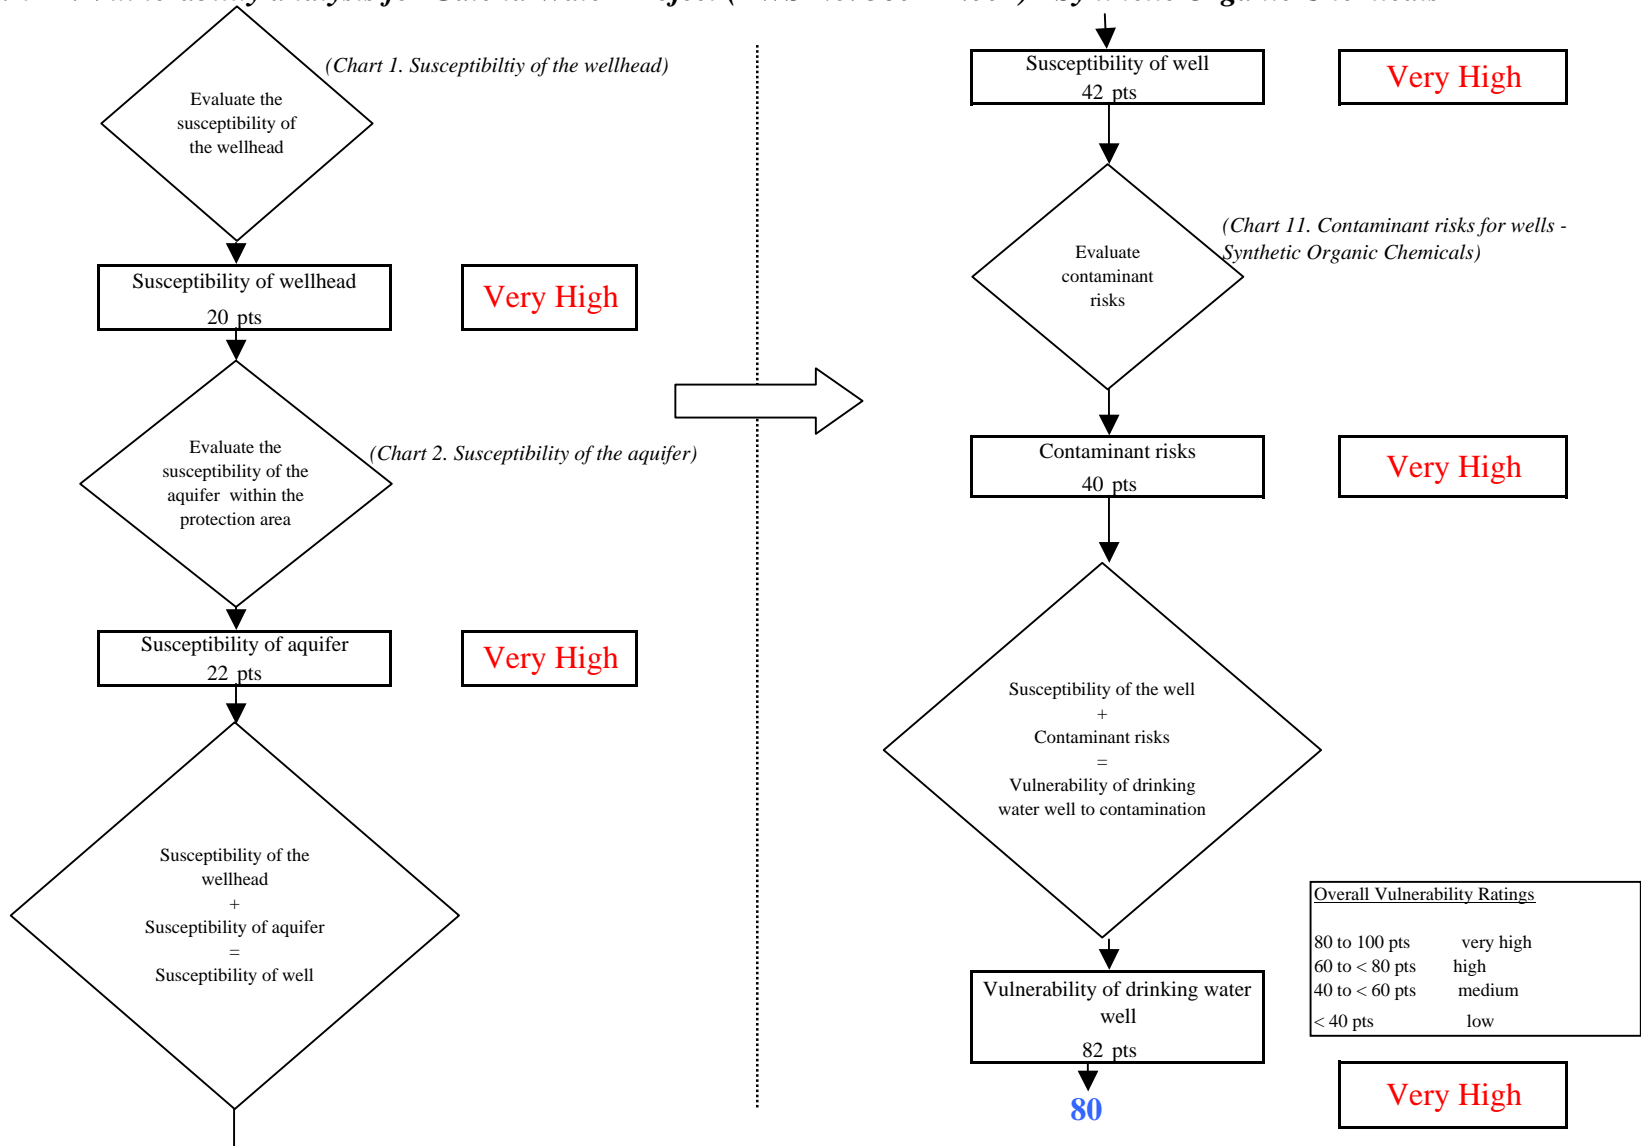 (Chart 1. Susceptibiltiy of the wellhead)
Evaluate the
susceptibility of
the wellhead
Susceptibility of wellhead
20 pts
Very High
Evaluate the
susceptibility of the
aquifer within the
protection area
(Chart 2. Susceptibility of the aquifer)
Susceptibility of aquifer
22 pts
Very High
Susceptibility of the
wellhead
+
Susceptibility of aquifer
=
Susceptibility of well
Susceptibility of well
42 pts
Very High
(Chart 11. Contaminant risks for wells -
Synthetic Organic Chemicals)
Evaluate
contaminant
risks
Contaminant risks
40 pts
Very High
Susceptibility of the well
+
Contaminant risks
=
Vulnerability of drinking
water well to contamination
Overall Vulnerability Ratings
80 to 100 pts very high
60 to < 80 pts high
40 to < 60 pts medium
< 40 pts low
Vulnerability of drinking water
well
82 pts
80
Very High